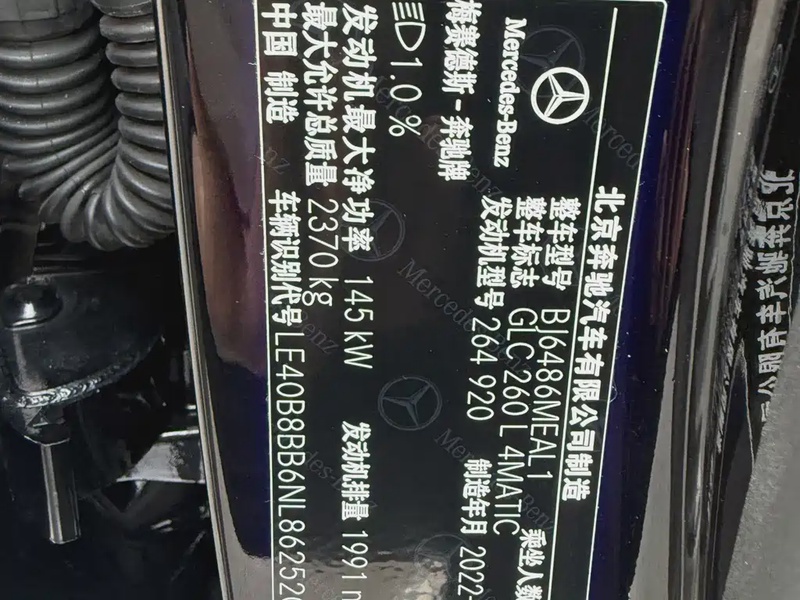 北京奔驰汽车有限公司制造
Mercedes-Benz
整车型号 BJ6486MEAL1
整车标志 GLC 260 L 4MATIC 乘坐人数
发动机型号 264 920 制造年月 2022-
梅赛德斯-奔驰牌
1.0 %
发动机最大净功率 145 kW 发动机排量 1991 m
最大允许总质量 2370 kg
中国 制造 车辆识别代号 LE40B8BB6NL86252